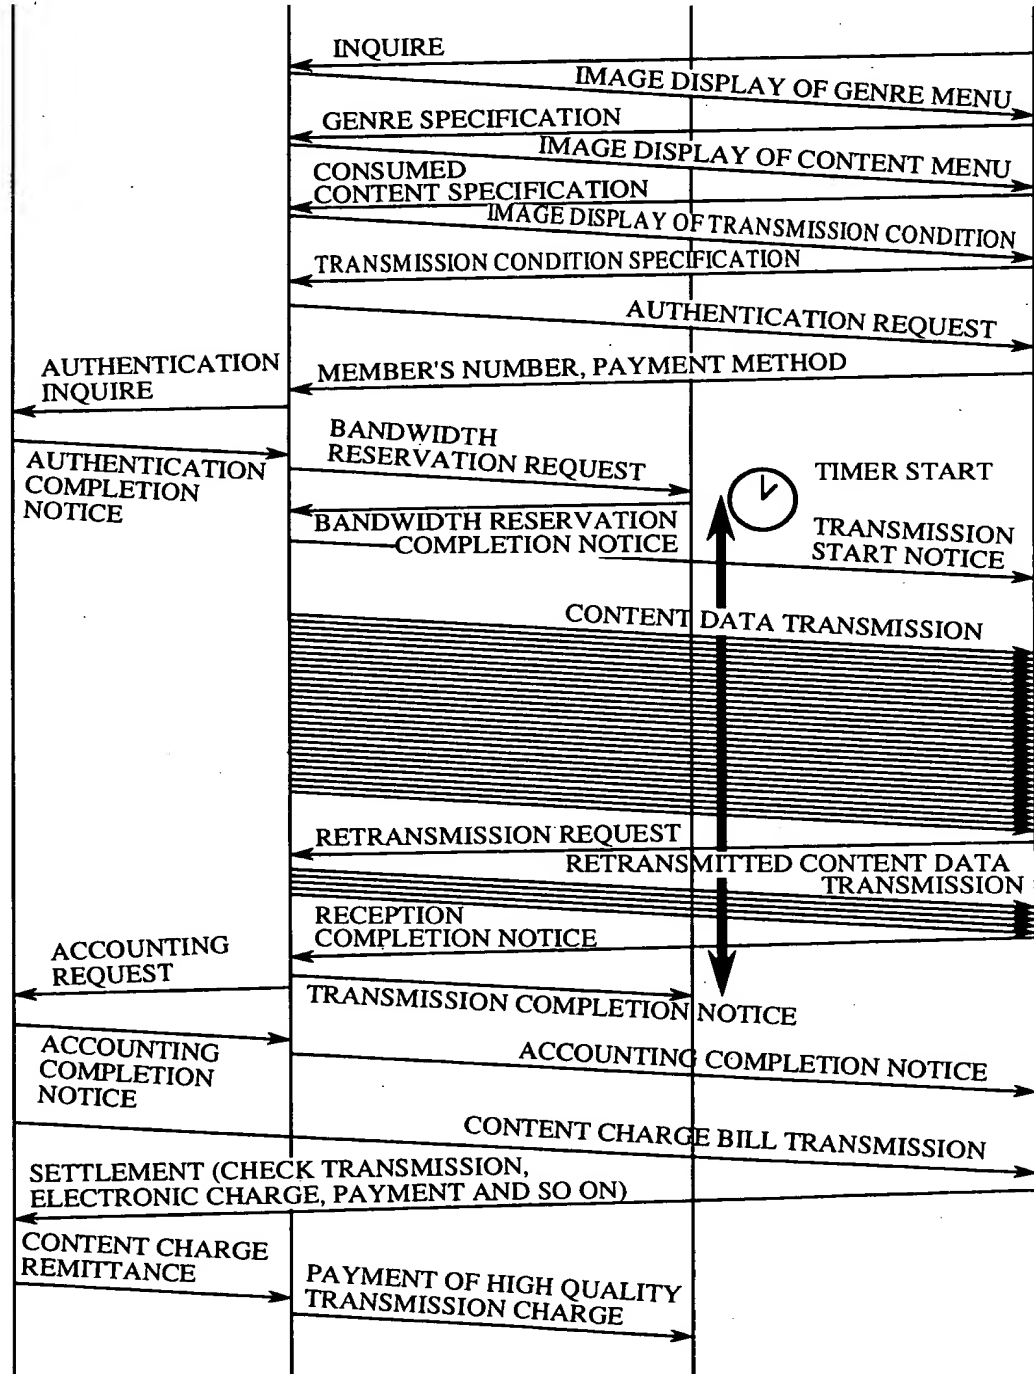 INQUIRE
IMAGE DISPLAY OF GENRE MENU
GENRE SPECIFICATION
IMAGE DISPLAY OF CONTENT MENU
CONSUMED
CONTENT SPECIFICATION
IMAGE DISPLAY OF TRANSMISSION CONDITION
TRANSMISSION CONDITION SPECIFICATION
AUTHENTICATION REQUEST
AUTHENTICATION
INQUIRE
MEMBER'S NUMBER, PAYMENT METHOD
BANDWIDTH
RESERVATION REQUEST
AUTHENTICATION
COMPLETION
NOTICE
TIMER START
BANDWIDTH RESERVATION
COMPLETION NOTICE
TRANSMISSION
START NOTICE
CONTENT DATA TRANSMISSION
RETRANSMISSION REQUEST
RETRANSMITTED CONTENT DATA
TRANSMISSION
RECEPTION
COMPLETION NOTICE
ACCOUNTING
REQUEST
TRANSMISSION COMPLETION NOTICE
ACCOUNTING
COMPLETION
NOTICE
ACCOUNTING COMPLETION NOTICE
CONTENT CHARGE BILL TRANSMISSION
SETTLEMENT (CHECK TRANSMISSION,
ELECTRONIC CHARGE, PAYMENT AND SO ON)
CONTENT CHARGE
REMITTANCE
PAYMENT OF HIGH QUALITY
TRANSMISSION CHARGE